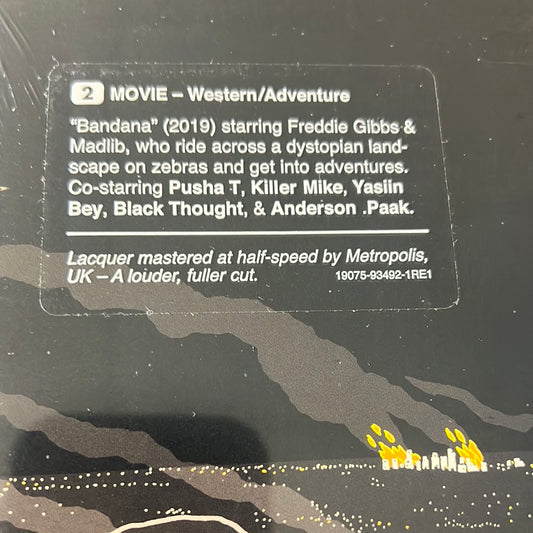 2 MOVIE – Western/Adventure
"Bandana" (2019) starring Freddie Gibbs &
Madlib, who ride across a dystopian land-
scape on zebras and get into adventures.
Co-starring Pusha T, Killer Mike, Yasiin
Bey, Black Thought, & Anderson .Paak.
Lacquer mastered at half-speed by Metropolis,
UK – A louder, fuller cut. 19075-93492-1RE1